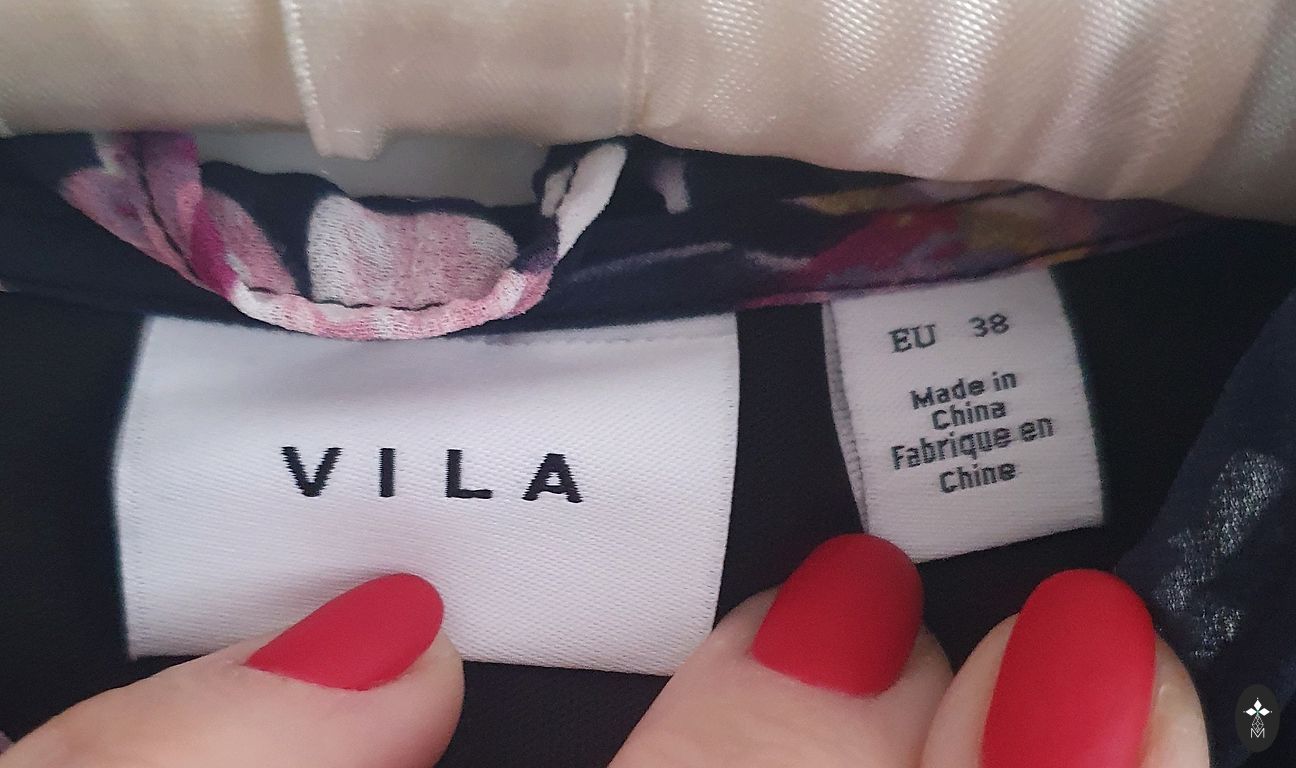 VILA
EU 38
Made in
China
Fabrique en
Chine
M